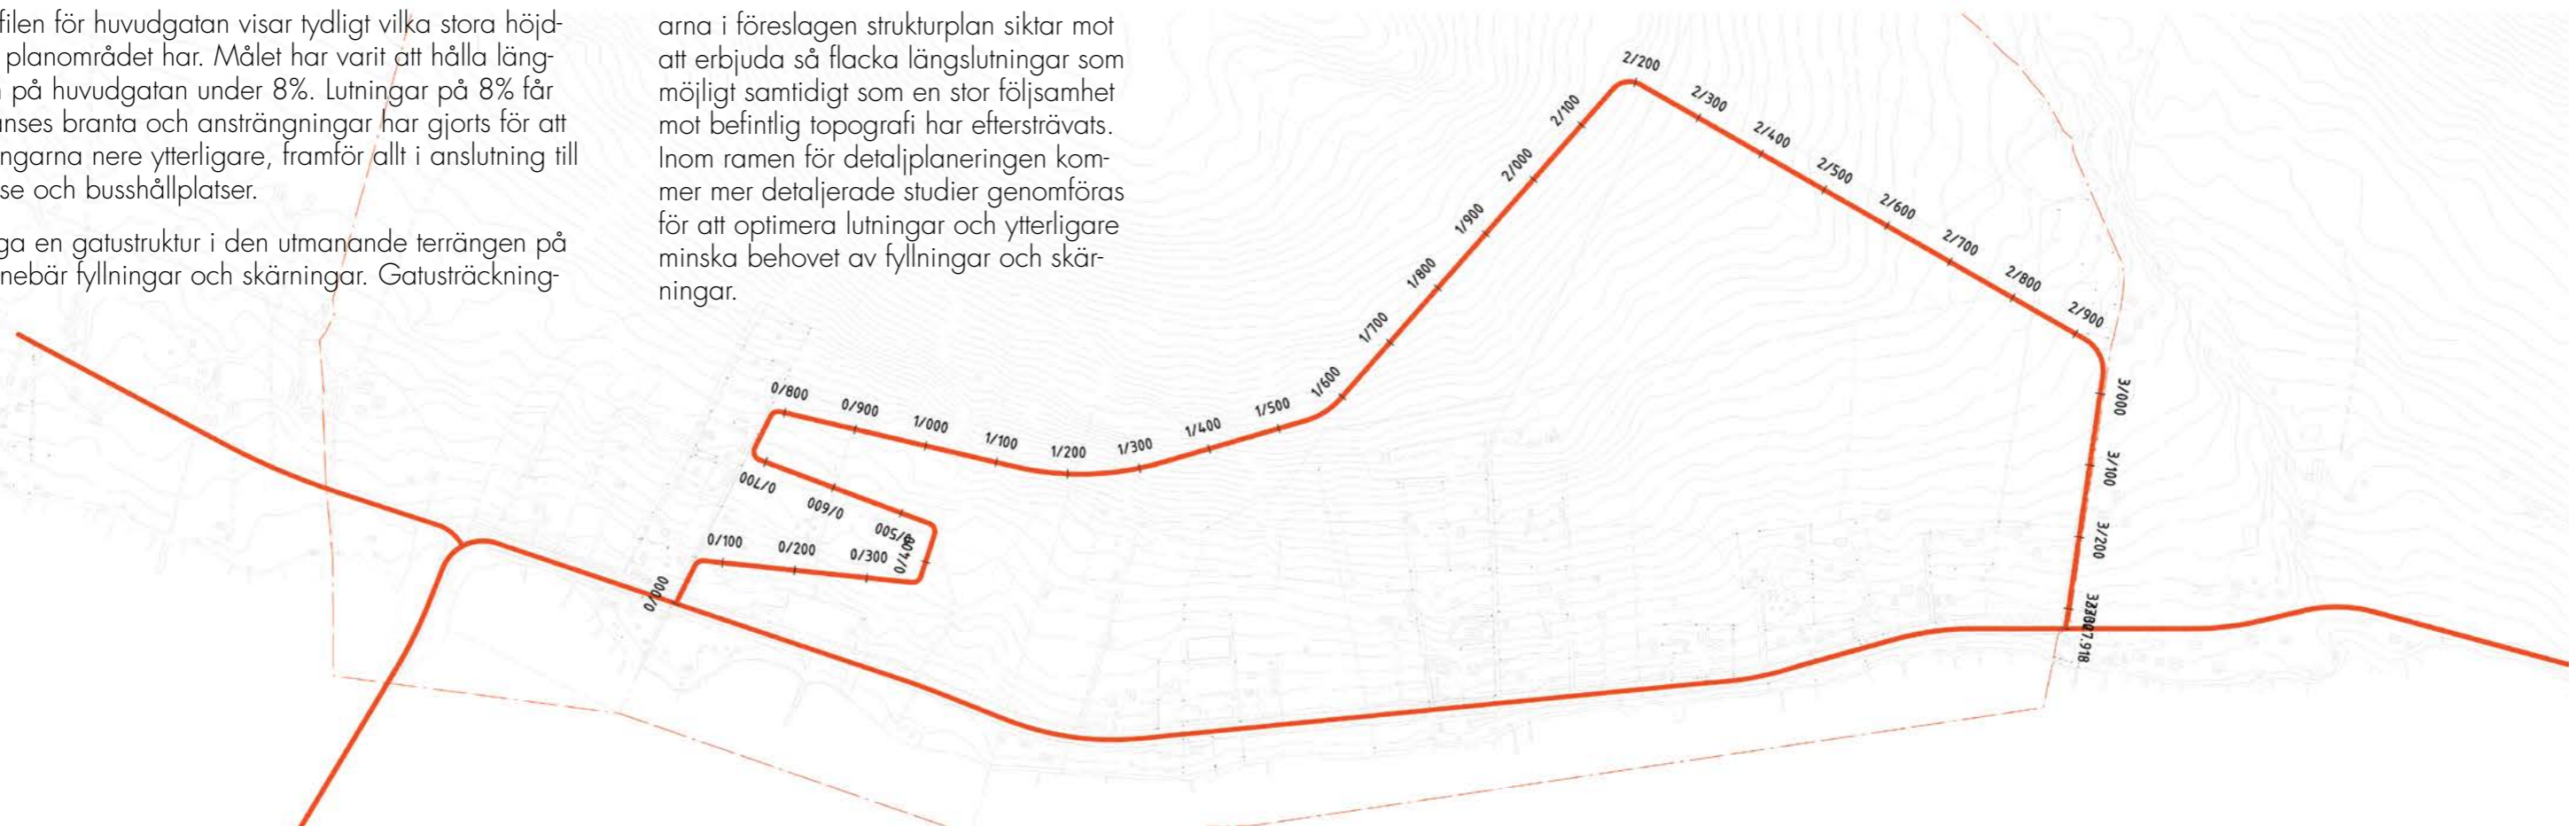 filen för huvudgatan visar tydligt vilka stora höjd-
planområdet har. Målet har varit att hålla läng-
på huvudgatan under 8%. Lutningar på 8% får
anses branta och ansträngningar har gjorts för att
ngarna nere ytterligare, framför allt i anslutning till
se och busshållplatser.
ga en gatustruktur i den utmanande terrängen på
nebär fyllningar och skärningar. Gatusträckning-
arna i föreslagen strukturplan siktar mot
att erbjuda så flacka längslutningar som
möjligt samtidigt som en stor följsamhet
mot befintlig topografi har eftersträvats.
Inom ramen för detaljplaneringen kom-
mer mer detaljerade studier genomföras
för att optimera lutningar och ytterligare
minska behovet av fyllningar och skär-
ningar.
0/000
0/100
0/200
0/300
0/400
0/500
0/600
0/700
0/800
0/900
1/000
1/100
1/200
1/300
1/400
1/500
1/600
1/700
1/800
1/900
2/000
2/100
2/200
2/300
2/400
2/500
2/600
2/700
2/800
2/900
3/000
3/100
3/200